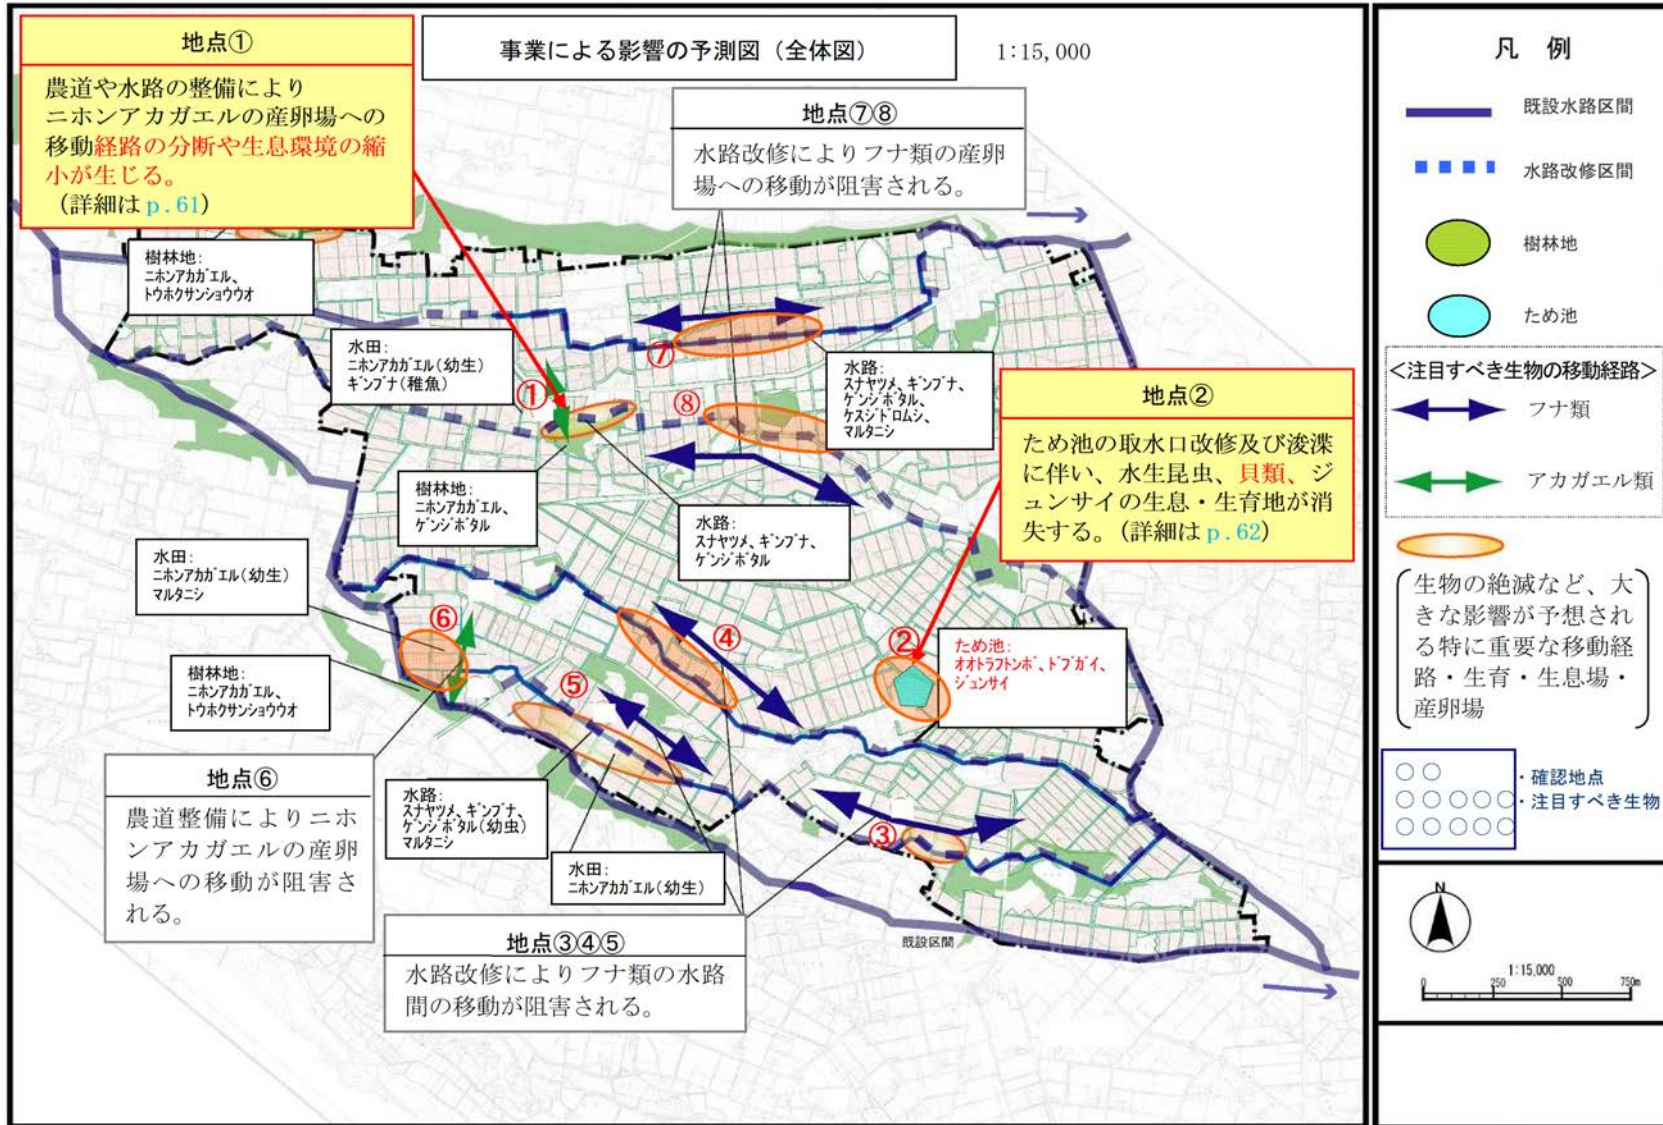 地点①
農道や水路の整備により
ニホンアカガエルの産卵場への
移動経路の分断や生息環境の縮
小が生じる。
(詳細は p.61)
事業による影響の予測図（全体図）
1:15,000
地点⑦⑧
水路改修によりフナ類の産卵
場への移動が阻害される。
樹林地:
ニホンアカガエル、
トウホクサンショウウオ
水田:
ニホンアカガエル(幼生)
ギンブナ(稚魚)
①
⑦
⑧
水路:
スナヤツメ、ギンブナ、
ゲンジボタル、
ケスジドロムシ、
マルタニシ
地点②
ため池の取水口改修及び浚渫
に伴い、水生昆虫、貝類、ジ
ュンサイの生息・生育地が消
失する。(詳細は p.62)
樹林地:
ニホンアカガエル、
ゲンジボタル
水路:
スナヤツメ、ギンブナ、
ゲンジボタル
水田:
ニホンアカガエル(幼生)
マルタニシ
⑥
④
②
ため池:
オオトラフトンボ、ドブガイ、
ジュンサイ
樹林地:
ニホンアカガエル、
トウホクサンショウウオ
⑤
地点⑥
農道整備によりニホ
ンアカガエルの産卵
場への移動が阻害さ
れる。
水路:
スナヤツメ、ギンブナ、
ゲンジボタル(幼虫)
マルタニシ
水田:
ニホンアカガエル(幼生)
③
地点③④⑤
水路改修によりフナ類の水路
間の移動が阻害される。
既設区間
凡 例
既設水路区間
水路改修区間
樹林地
ため池
＜注目すべき生物の移動経路＞
フナ類
アカガエル類
生物の絶滅など、大
きな影響が予想され
る特に重要な移動経
路・生育・生息場・
産卵場
○○
○○○○○
○○○○○
・確認地点
・注目すべき生物
N
1:15,000
0 250 500 750m